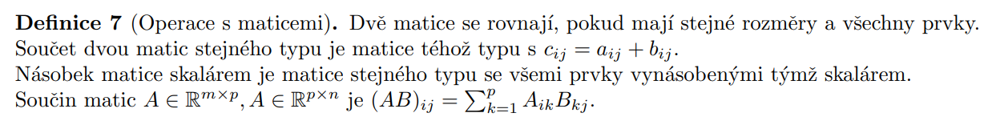 Definice 7 (Operace s maticemi). Dvě matice se rovnají, pokud mají stejné rozměry a všechny prvky.
Součet dvou matic stejného typu je matice téhož typu s $c_{ij} = a_{ij} + b_{ij}$.
Násobek matice skalárem je matice stejného typu se všemi prvky vynásobenými týmž skalárem.
Součin matic $A \in \mathbb{R}^{m \times p}, A \in \mathbb{R}^{p \times n}$ je $(AB)_{ij} = \sum_{k=1}^{p} A_{ik} B_{kj}$.